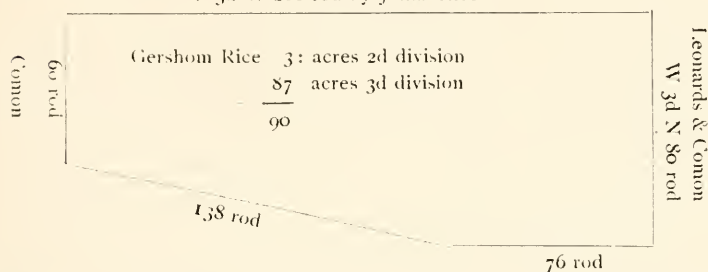 Gershom Rice 3: acres 2d division
87 acres 3d division
90
Comon
60 rod
Leonards & Comon
W 3d N 80 rod
138 rod
76 rod